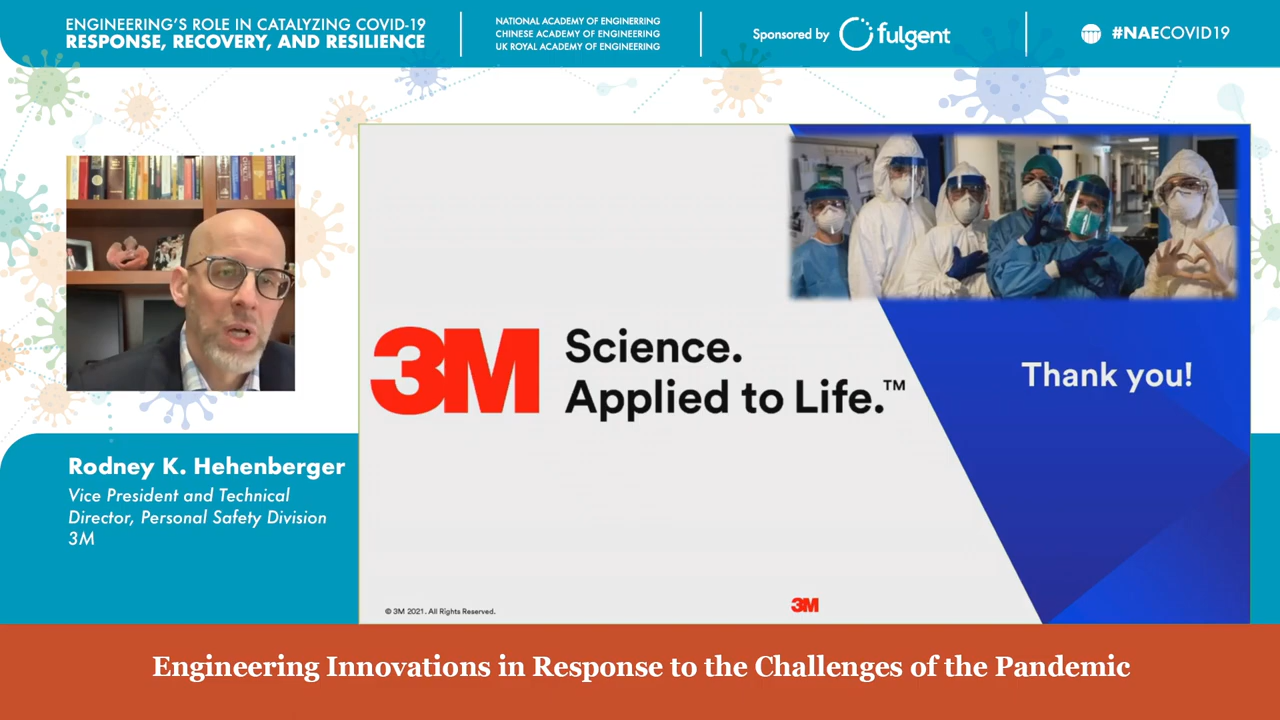 ENGINEERING'S ROLE IN CATALYZING COVID-19
RESPONSE, RECOVERY, AND RESILIENCE
NATIONAL ACADEMY OF ENGINERRING
CHINESE ACADEMY OF ENGINEERING
UK ROYAL ACADEMY OF ENGINEERING
Sponsored by fulgent
#NAECOVID19
3M Science.
Applied to Life.™
Thank you!
Rodney K. Hehenberger
Vice President and Technical
Director, Personal Safety Division
3M
© 3M 2021. All Rights Reserved.
3M
Engineering Innovations in Response to the Challenges of the Pandemic